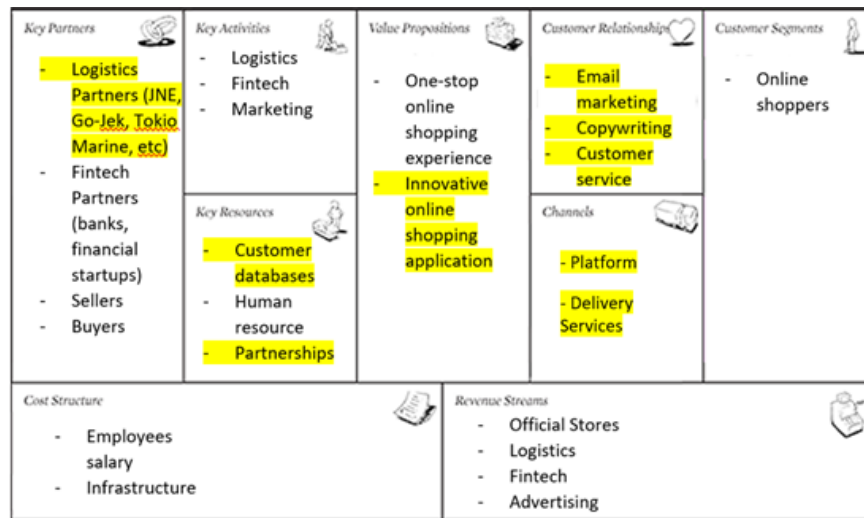 Key Partners
- Logistics
Partners (JNE,
Go-Jek, Tokio
Marine, etc)
- Fintech
Partners
(banks,
financial
startups)
- Sellers
- Buyers
Key Activities
- Logistics
- Fintech
- Marketing
Key Resources
- Customer
databases
- Human
resource
- Partnerships
Value Propositions
- One-stop
online
shopping
experience
- Innovative
online
shopping
application
Customer Relationships
- Email
marketing
- Copywriting
- Customer
service
Channels
- Platform
- Delivery
Services
Customer Segments
- Online
shoppers
Cost Structure
- Employees
salary
- Infrastructure
Revenue Streams
- Official Stores
- Logistics
- Fintech
- Advertising